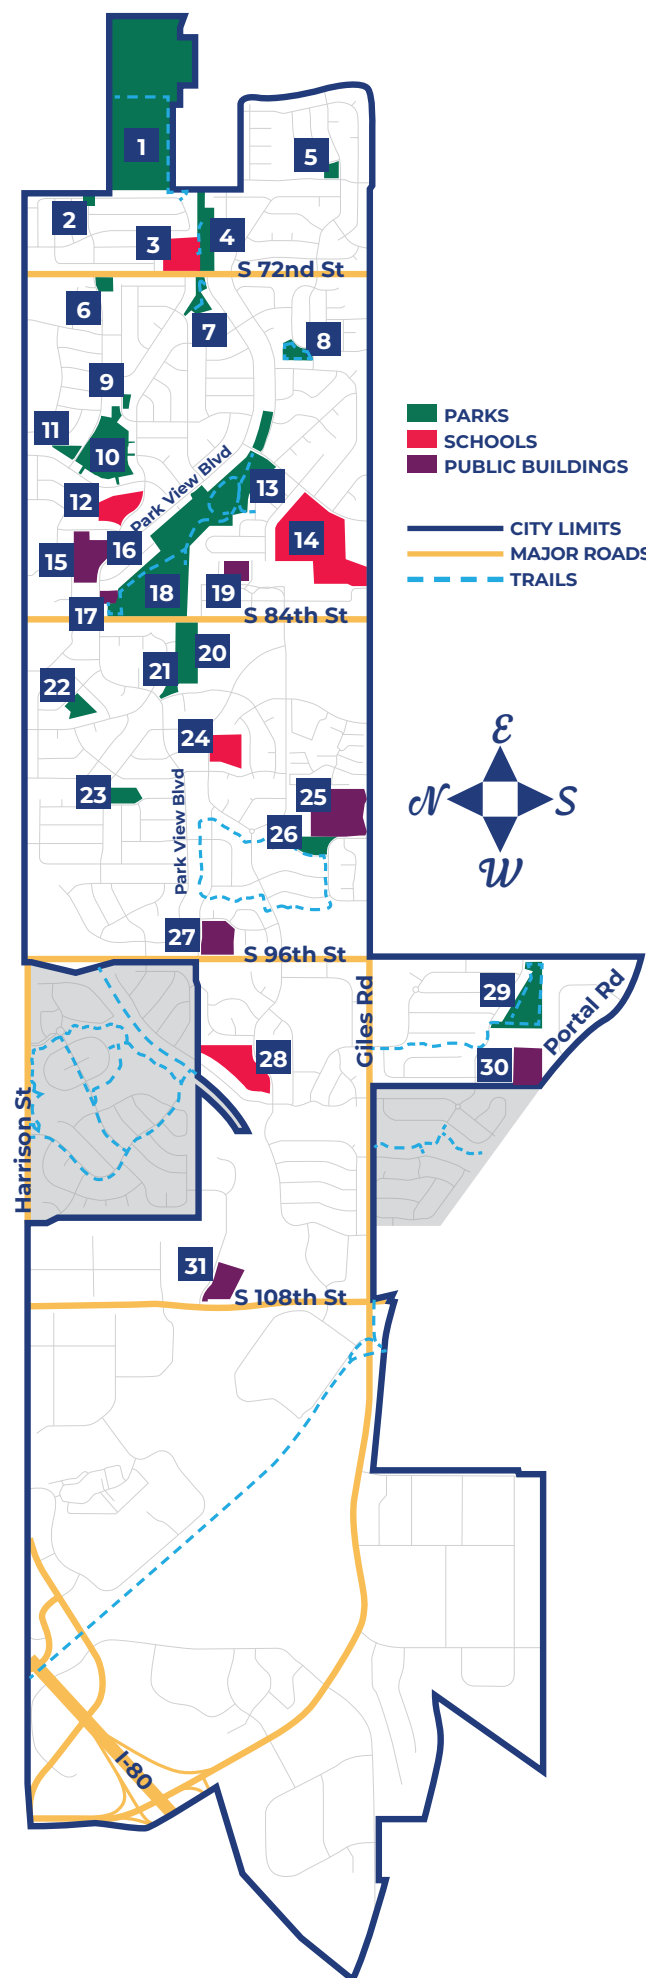 1
5
2
3
4
S 72nd St
6
7
8
9
11
10
PARKS
SCHOOLS
PUBLIC BUILDINGS
Park View Blvd
13
12
CITY LIMITS
MAJOR ROADS
TRAILS
14
15
16
18
19
17
S 84th St
20
21
22
24
E
N
S
W
23
25
Park View Blvd
26
27
S 96th St
29
Giles Rd
Portal Rd
28
30
Harrison St
31
S 108th St
I-80